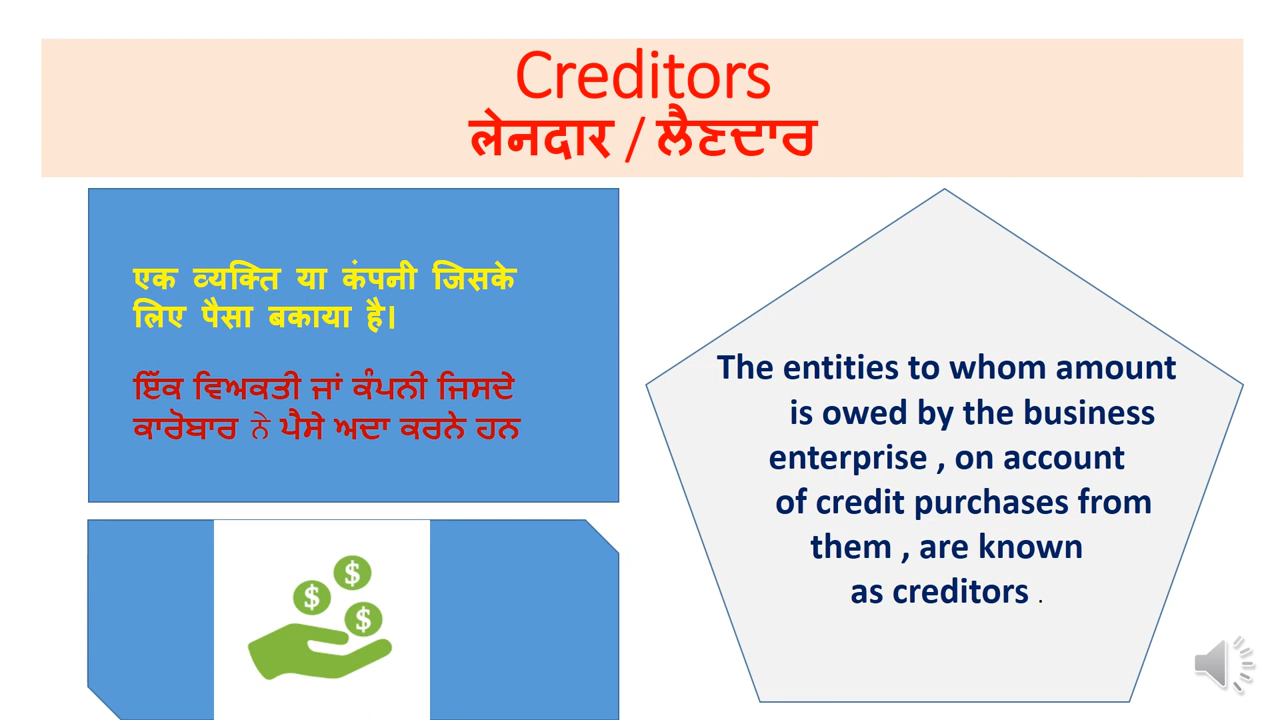 Creditors
लेनदार / ਲੈਣਦਾਰ
एक व्यक्ति या कंपनी जिसके
लिए पैसा बकाया है।
ਇੱਕ ਵਿਅਕਤੀ ਜਾਂ ਕੰਪਨੀ ਜਿਸਦੇ
ਕਾਰੋਬਾਰ ਨੇ ਪੈਸੇ ਅਦਾ ਕਰਨੇ ਹਨ
The entities to whom amount
is owed by the business
enterprise , on account
of credit purchases from
them , are known
as creditors .
$
$
$